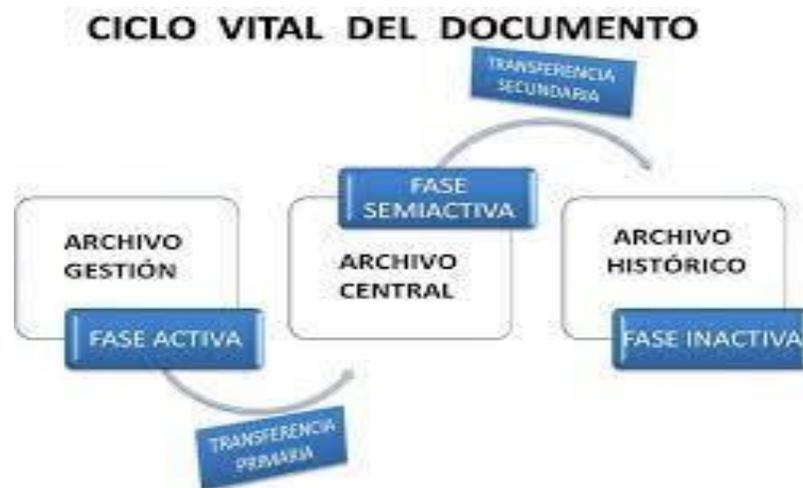 CICLO VITAL DEL DOCUMENTO
TRANSFERENCIA
SECUNDARIA
FASE
SEMIACTIVA
ARCHIVO
GESTIÓN
FASE ACTIVA
ARCHIVO
CENTRAL
ARCHIVO
HISTÓRICO
FASE INACTIVA
TRANSFERENCIA
PRIMARIA